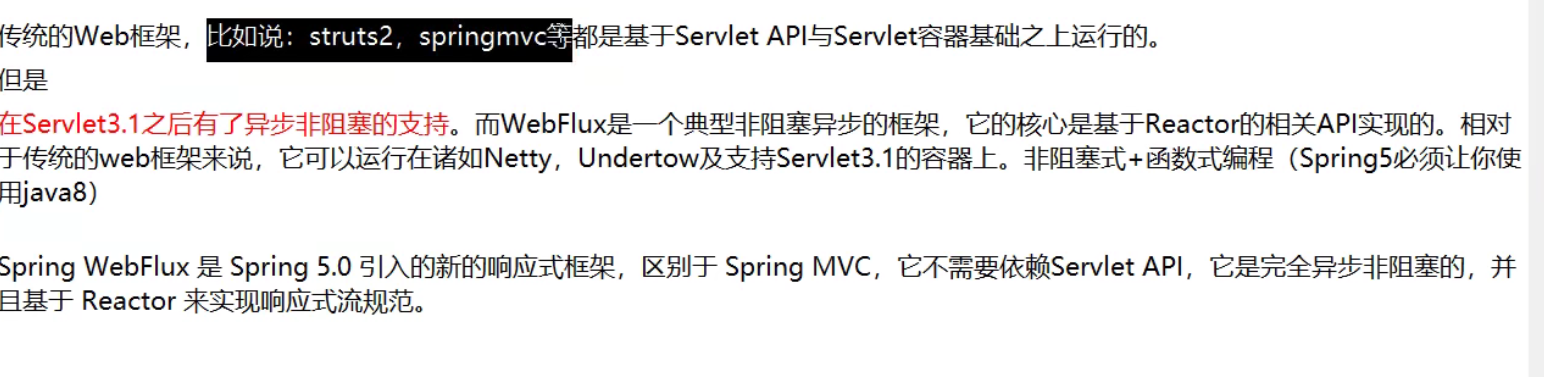 传统的Web框架，比如说：struts2，springmvc等都是基于Servlet API与Servlet容器基础之上运行的。
但是
在Servlet3.1之后有了异步非阻塞的支持。而WebFlux是一个典型非阻塞异步的框架，它的核心是基于Reactor的相关API实现的。相对
于传统的web框架来说，它可以运行在诸如Netty，Undertow及支持Servlet3.1的容器上。非阻塞式+函数式编程（Spring5必须让你使
用java8）
Spring WebFlux 是 Spring 5.0 引入的新的响应式框架，区别于 Spring MVC，它不需要依赖Servlet API，它是完全异步非阻塞的，并
且基于 Reactor 来实现响应式流规范。